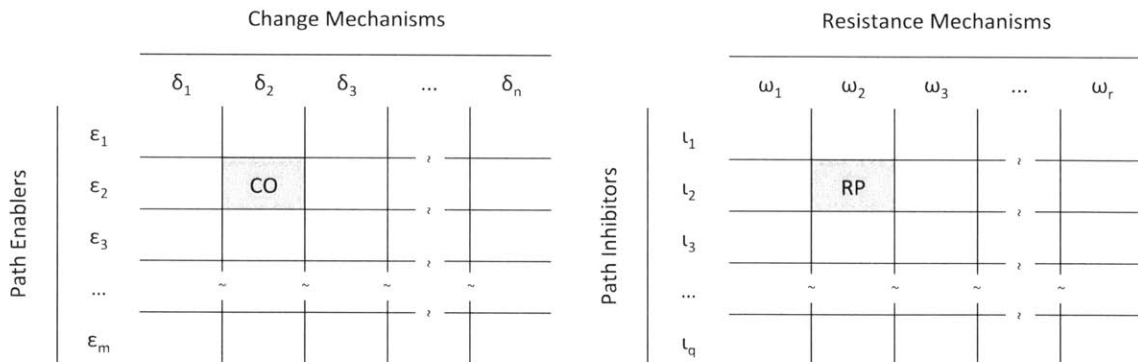 Change Mechanisms
δ₁ δ₂ δ₃ ... δₙ
Path Enablers
ε₁
ε₂ CO
ε₃
...
εₘ
Resistance Mechanisms
ω₁ ω₂ ω₃ ... ωᵣ
Path Inhibitors
ι₁
ι₂ RP
ι₃
...
ι_q